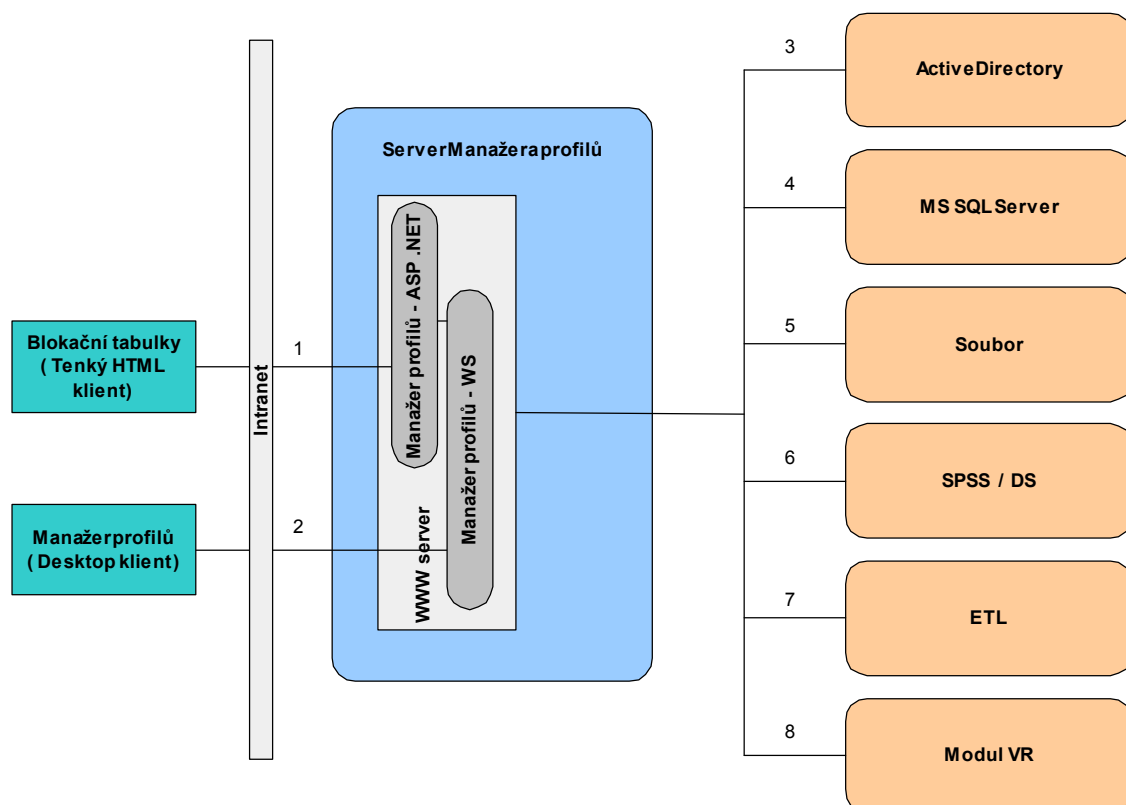 3
ActiveDirectory
ServerManažeraprofilů
4
MS SQLServer
Manažer profilů - ASP .NET
Manažer profilů - WS
WWW server
Intranet
Blokační tabulky
( Tenký HTML
klient)
1
5
Soubor
6
SPSS / DS
Manažerprofilů
( Desktop klient)
2
7
ETL
8
Modul VR